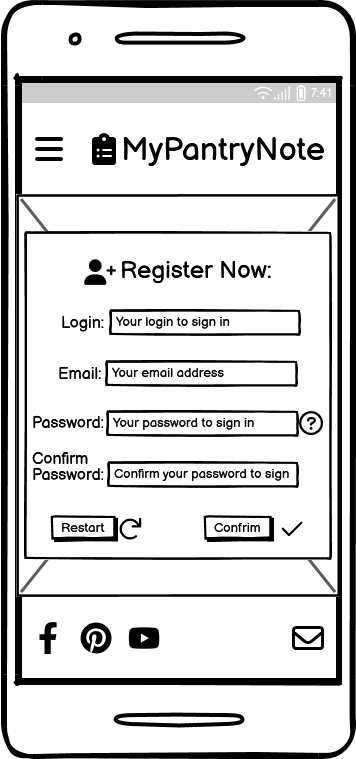 7:41
MyPantryNote
Register Now:
Login: Your login to sign in
Email: Your email address
Password: Your password to sign in ?
Confirm
Password: Confirm your password to sign
Restart Confrim